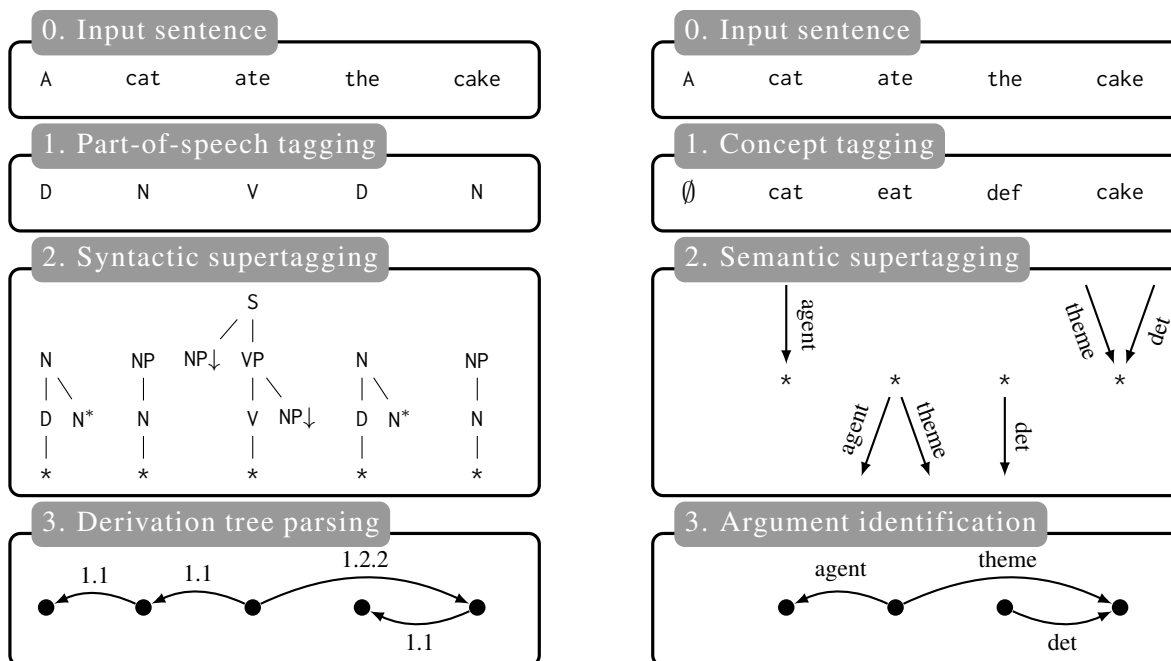 0. Input sentence
A cat ate the cake
1. Part-of-speech tagging
D N V D N
2. Syntactic supertagging
S
N NP NP↓ VP N NP
D N* N V NP↓ D N* N
* * * * *
3. Derivation tree parsing
1.1 1.1 1.2.2
1.1
0. Input sentence
A cat ate the cake
1. Concept tagging
∅ cat eat def cake
2. Semantic supertagging
agent theme det
* * * *
agent theme det
3. Argument identification
agent theme
det